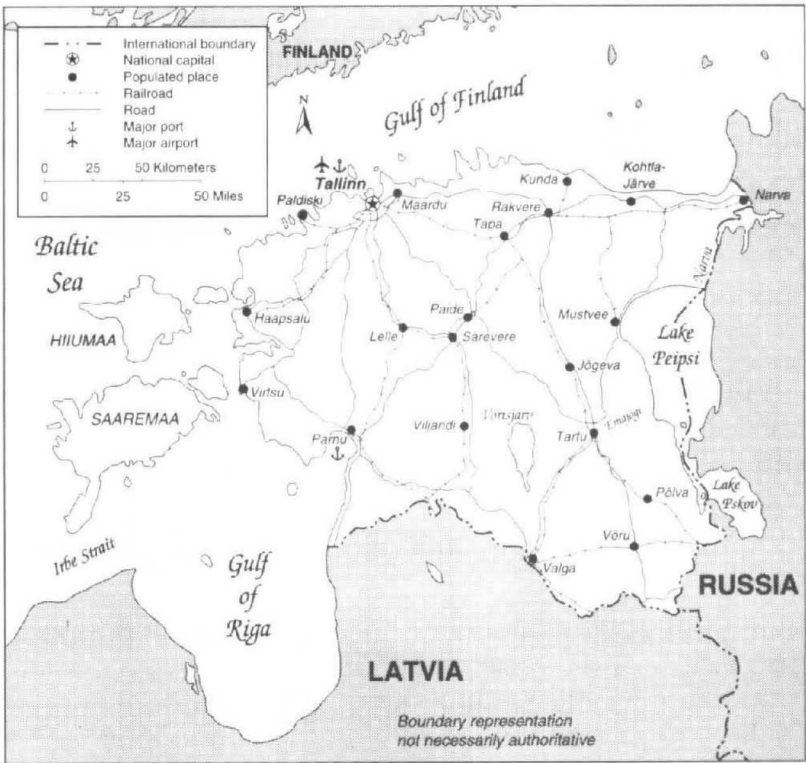 International boundary
National capital
Populated place
Railroad
Road
Major port
Major airport
0 25 50 Kilometers
0 25 50 Miles
FINLAND
N
Gulf of Finland
Tallinn
Paldiski
Maardu
Kunda
Kohtla-
Järve
Narva
Rakvere
Tapa
Baltic
Sea
Narva
HIIUMAA
Haapsalu
Paide
Lelle
Sarevere
Mustvee
Lake
Peipsi
Jõgeva
Virtsu
SAAREMAA
Parnu
Viljandi
Võrtsjarv
Tartu
Emajogi
Põlva
Lake
Pskov
Võru
Valga
Irbe Strait
Gulf
of
Riga
RUSSIA
LATVIA
Boundary representation
not necessarily authoritative